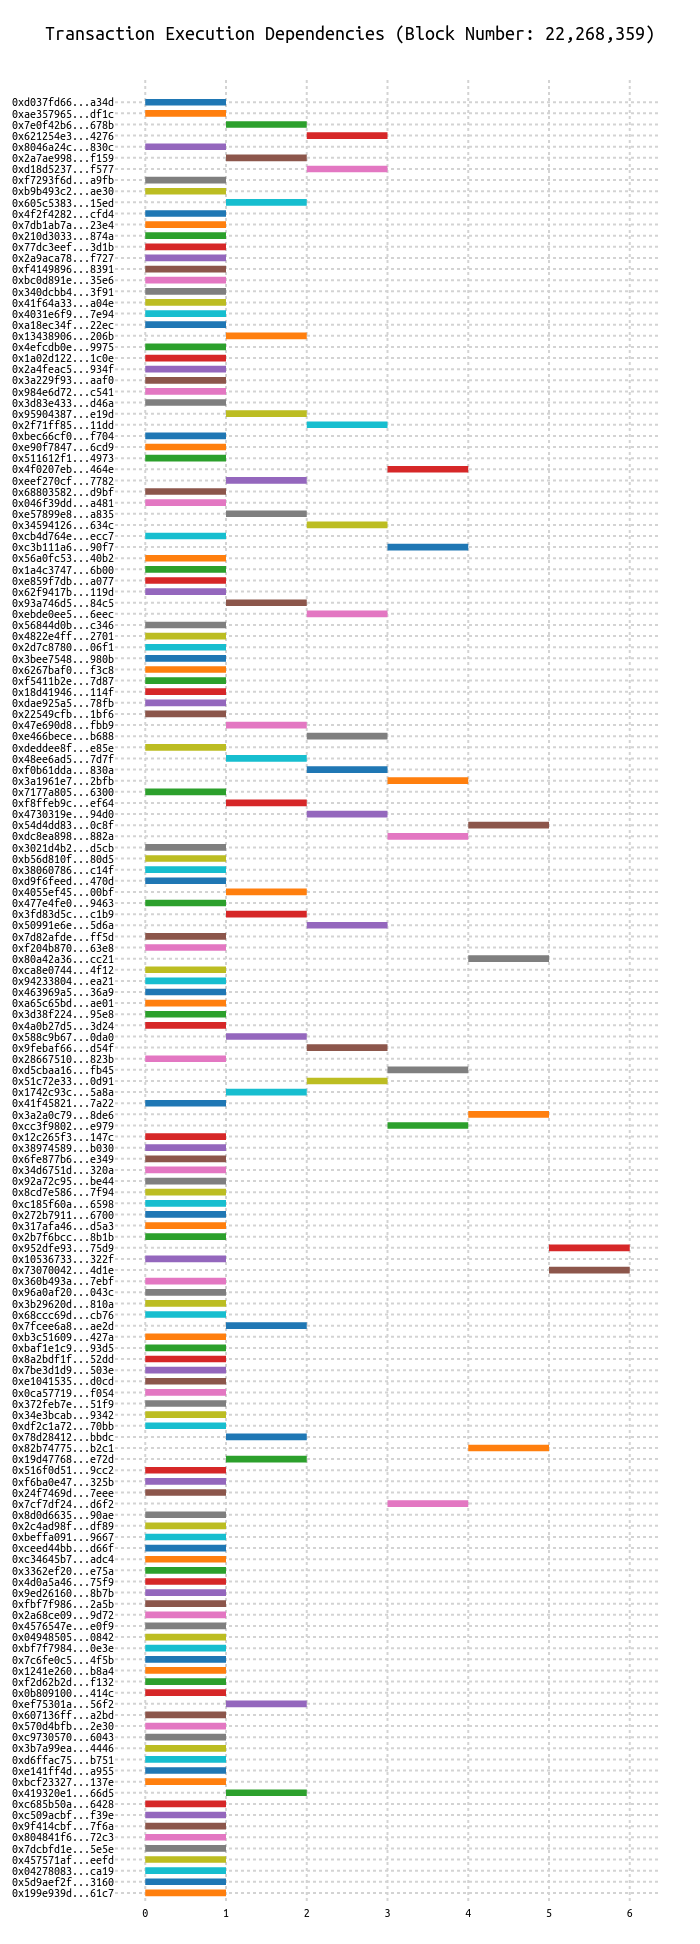 Transaction Execution Dependencies (Block Number: 22,268,359)
0xd037fd66...a34d
0xae357965...df1c
0x7e0f42b6...678b
0x621254e3...4276
0x8046a24c...830c
0x2a7ae998...f159
0xd18d5237...f577
0xf7293f6d...a9fb
0xb9b493c2...ae30
0x605c5383...15ed
0x4f2f4282...cfd4
0x7db1ab7a...23e4
0x210d3033...874a
0x77dc3eef...3d1b
0x2a9aca78...f727
0xf4149896...8391
0xbc0d891e...35e6
0x340dcbb4...3f91
0x41f64a33...a04e
0x4031e6f9...7e94
0xa18ec34f...22ec
0x13438906...206b
0x4efcdb0e...9975
0x1a02d122...1c0e
0x2a4feac5...934f
0x3a229f93...aaf0
0x984e6d72...c541
0x3d83e433...d46a
0x95904387...e19d
0x2f71ff85...11dd
0xbec66cf0...f704
0xe90f7847...6cd9
0x511612f1...4973
0x4f0207eb...464e
0xeef270cf...7782
0x68803582...d9bf
0x046f39dd...a481
0xe57899e8...a835
0x34594126...634c
0xcb4d764e...ecc7
0xc3b111a6...90f7
0x56a0fc53...40b2
0x1a4c3747...6b00
0xe859f7db...a077
0x62f9417b...119d
0x93a746d5...84c5
0xebde0ee5...6eec
0x56844d0b...c346
0x4822e4ff...2701
0x2d7c8780...06f1
0x3bee7548...980b
0x6267baf0...f3c8
0xf5411b2e...7d87
0x18d41946...114f
0xdae925a5...78fb
0x22549cfb...1bf6
0x47e690d8...fbb9
0xe466bece...b688
0xdeddee8f...e85e
0x48ee6ad5...7d7f
0xf0b61dda...830a
0x3a1961e7...2bfb
0x7177a805...6300
0xf8ffeb9c...ef64
0x4730319e...94d0
0x54d4dd83...0c8f
0xdc8ea898...882a
0x3021d4b2...d5cb
0xb56d810f...80d5
0x38060786...c14f
0xd9f6feed...470d
0x4055ef45...00bf
0x477e4fe0...9463
0x3fd83d5c...c1b9
0x50991e6e...5d6a
0x7d82afde...ff5d
0xf204b870...63e8
0x80a42a36...cc21
0xca8e0744...4f12
0x94233804...ea21
0x463969a5...36a9
0xa65c65bd...ae01
0x3d38f224...95e8
0x4a0b27d5...3d24
0x588c9b67...0da0
0x9febaf66...d54f
0x28667510...823b
0xd5cbaa16...fb45
0x51c72e33...0d91
0x1742c93c...5a8a
0x41f45821...7a22
0x3a2a0c79...8de6
0xcc3f9802...e979
0x12c265f3...147c
0x38974589...b030
0x6fe877b6...e349
0x34d6751d...320a
0x92a72c95...be44
0x8cd7e586...7f94
0xc185f60a...6598
0x272b7911...6700
0x317afa46...d5a3
0x2b7f6bcc...8b1b
0x952dfe93...75d9
0x10536733...322f
0x73070042...4d1e
0x360b493a...7ebf
0x96a0af20...043c
0x3b29620d...810a
0x68ccc69d...cb76
0x7fcee6a8...ae2d
0xb3c51609...427a
0xbaf1e1c9...93d5
0x8a2bdf1f...52dd
0x7be3d1d9...503e
0xe1041535...d0cd
0x0ca57719...f054
0x372feb7e...51f9
0x34e3bcab...9342
0xdf2c1a72...70bb
0x78d28412...bbdc
0x82b74775...b2c1
0x19d47768...e72d
0x516f0d51...9cc2
0xf6ba0e47...325b
0x24f7469d...7eee
0x7cf7df24...d6f2
0x8d0d6635...90ae
0x2c4ad98f...df89
0xbeffa091...9667
0xceed44bb...d66f
0xc34645b7...adc4
0x3362ef20...e75a
0x4d0a5a46...75f9
0x9ed26160...8b7b
0xfbf7f986...2a5b
0x2a68ce09...9d72
0x4576547e...e0f9
0x04948505...0842
0xbf7f7984...0e3e
0x7c6fe0c5...4f5b
0x1241e260...b8a4
0xf2d62b2d...f132
0x0b809100...414c
0xef75301a...56f2
0x607136ff...a2bd
0x570d4bfb...2e30
0xc9730570...6043
0x3b7a99ea...4446
0xd6ffac75...b751
0xe141ff4d...a955
0xbcf23327...137e
0x419320e1...66d5
0xc685b50a...6428
0xc509acbf...f39e
0x9f414cbf...7f6a
0x804841f6...72c3
0x7dcbfd1e...5e5e
0x457571af...eefd
0x04278083...ca19
0x5d9aef2f...3160
0x199e939d...61c7
0 1 2 3 4 5 6